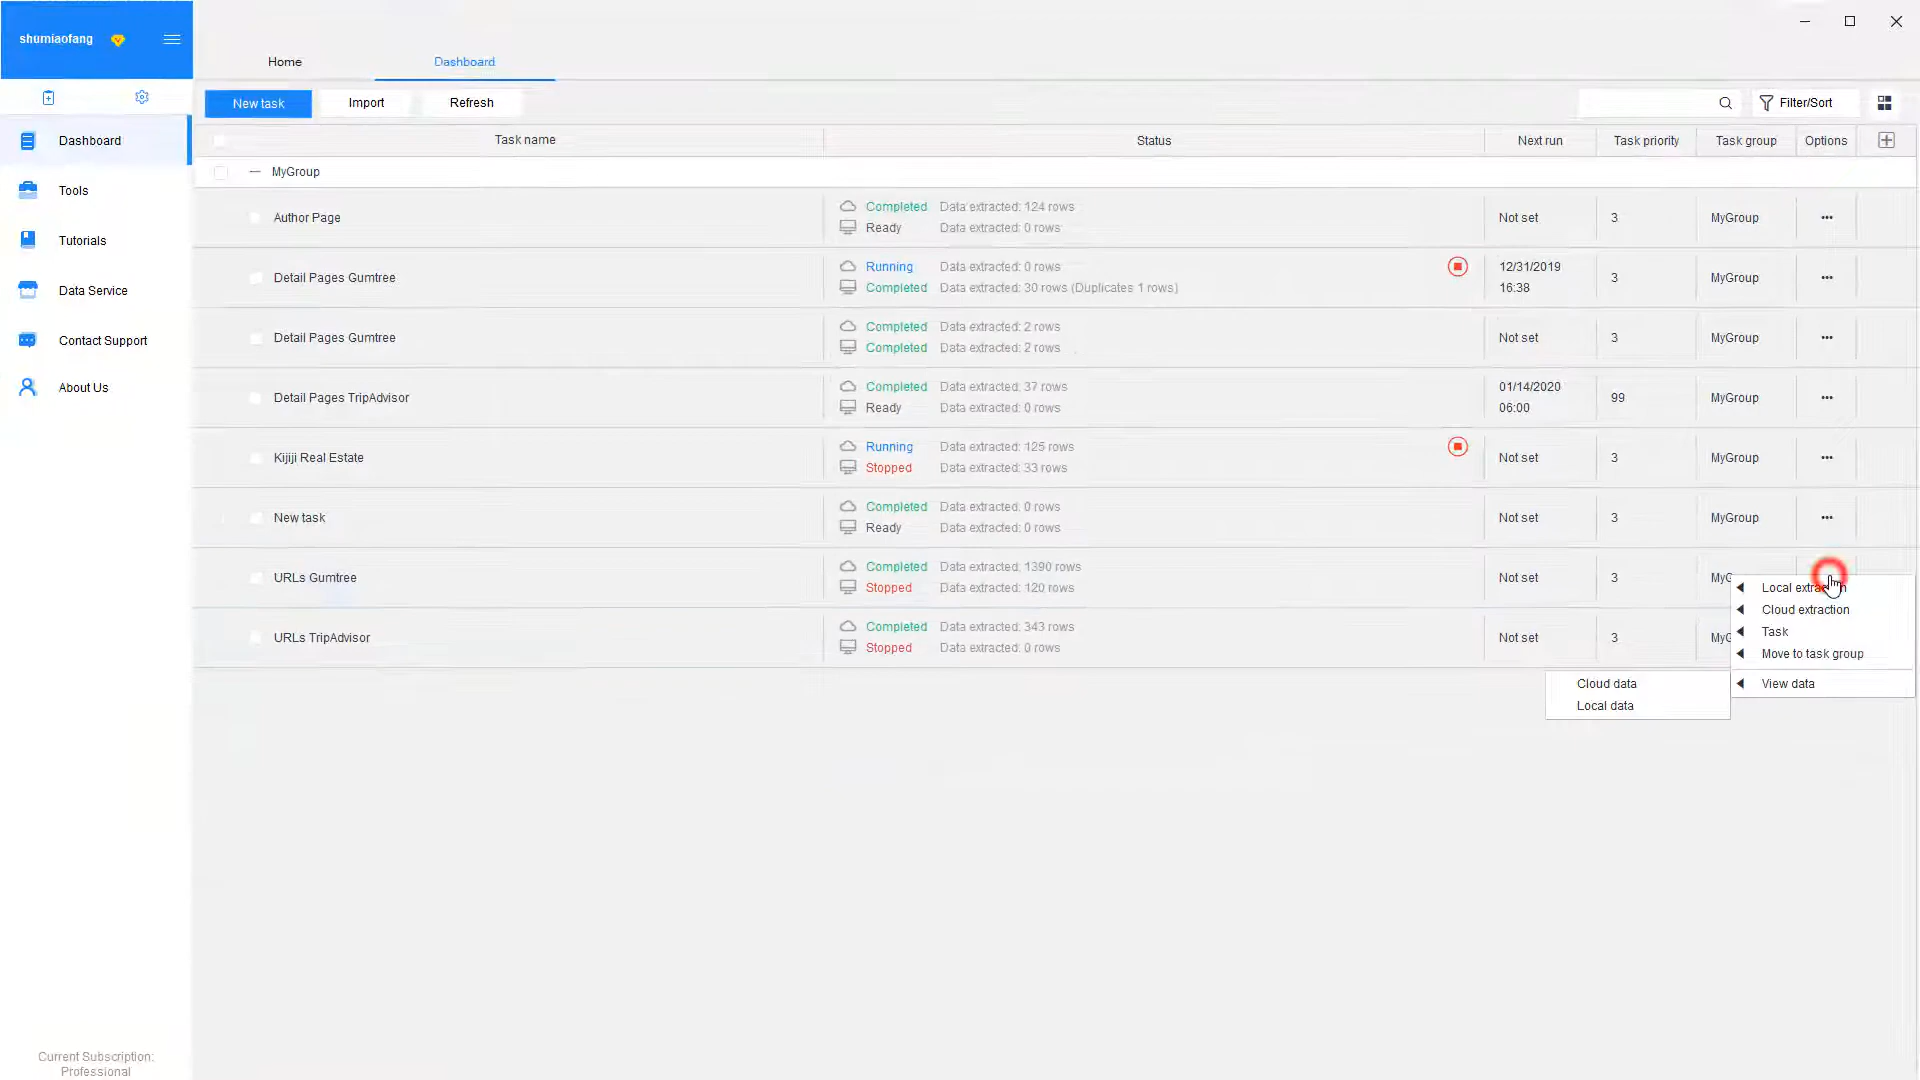 shumiaofang
Home
Dashboard
New task
Import
Refresh
Filter/Sort
Dashboard
Tools
Tutorials
Data Service
Contact Support
About Us
Task name
Status
Next run
Task priority
Task group
Options
MyGroup
Author Page
Completed Data extracted: 124 rows
Ready Data extracted: 0 rows
Not set
3
MyGroup
Detail Pages Gumtree
Running Data extracted: 0 rows
Completed Data extracted: 30 rows (Duplicates 1 rows)
12/31/2019
16:38
3
MyGroup
Detail Pages Gumtree
Completed Data extracted: 2 rows
Completed Data extracted: 2 rows
Not set
3
MyGroup
Detail Pages TripAdvisor
Completed Data extracted: 37 rows
Ready Data extracted: 0 rows
01/14/2020
06:00
99
MyGroup
Kijiji Real Estate
Running Data extracted: 125 rows
Stopped Data extracted: 33 rows
Not set
3
MyGroup
New task
Completed Data extracted: 0 rows
Ready Data extracted: 0 rows
Not set
3
MyGroup
URLs Gumtree
Completed Data extracted: 1390 rows
Stopped Data extracted: 120 rows
Not set
3
MyG
URLs TripAdvisor
Completed Data extracted: 343 rows
Stopped Data extracted: 0 rows
Not set
3
MyG
Local extraction
Cloud extraction
Task
Move to task group
View data
Cloud data
Local data
Current Subscription:
Professional